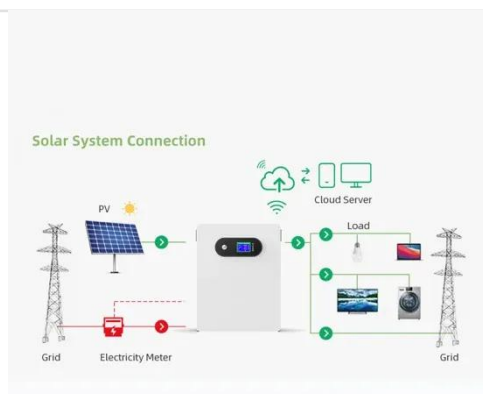 Solar System Connection
Cloud Server
PV
Load
Grid
Electricity Meter
Grid